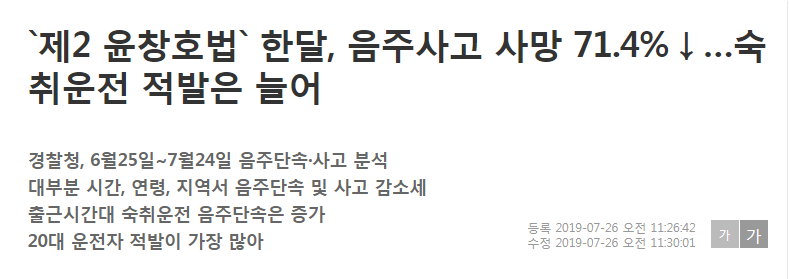 `제2 윤창호법` 한달, 음주사고 사망 71.4%↓…숙
취운전 적발은 늘어
경찰청, 6월25일~7월24일 음주단속·사고 분석
대부분 시간, 연령, 지역서 음주단속 및 사고 감소세
출근시간대 숙취운전 음주단속은 증가
20대 운전자 적발이 가장 많아
등록 2019-07-26 오전 11:26:42
수정 2019-07-26 오전 11:30:01
가 가